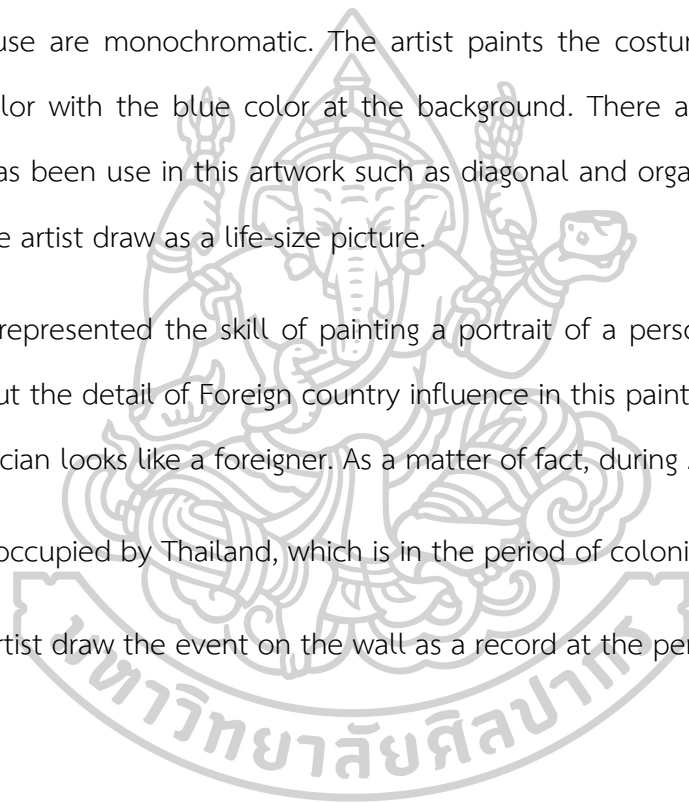 use are monochromatic. The artist paints the costur
lor with the blue color at the background. There a
as been use in this artwork such as diagonal and orga
e artist draw as a life-size picture.
represented the skill of painting a portrait of a perso
ut the detail of Foreign country influence in this paint
cian looks like a foreigner. As a matter of fact, during
occupied by Thailand, which is in the period of coloni
rtist draw the event on the wall as a record at the per
มหาวิทยาลัยศิลปากร